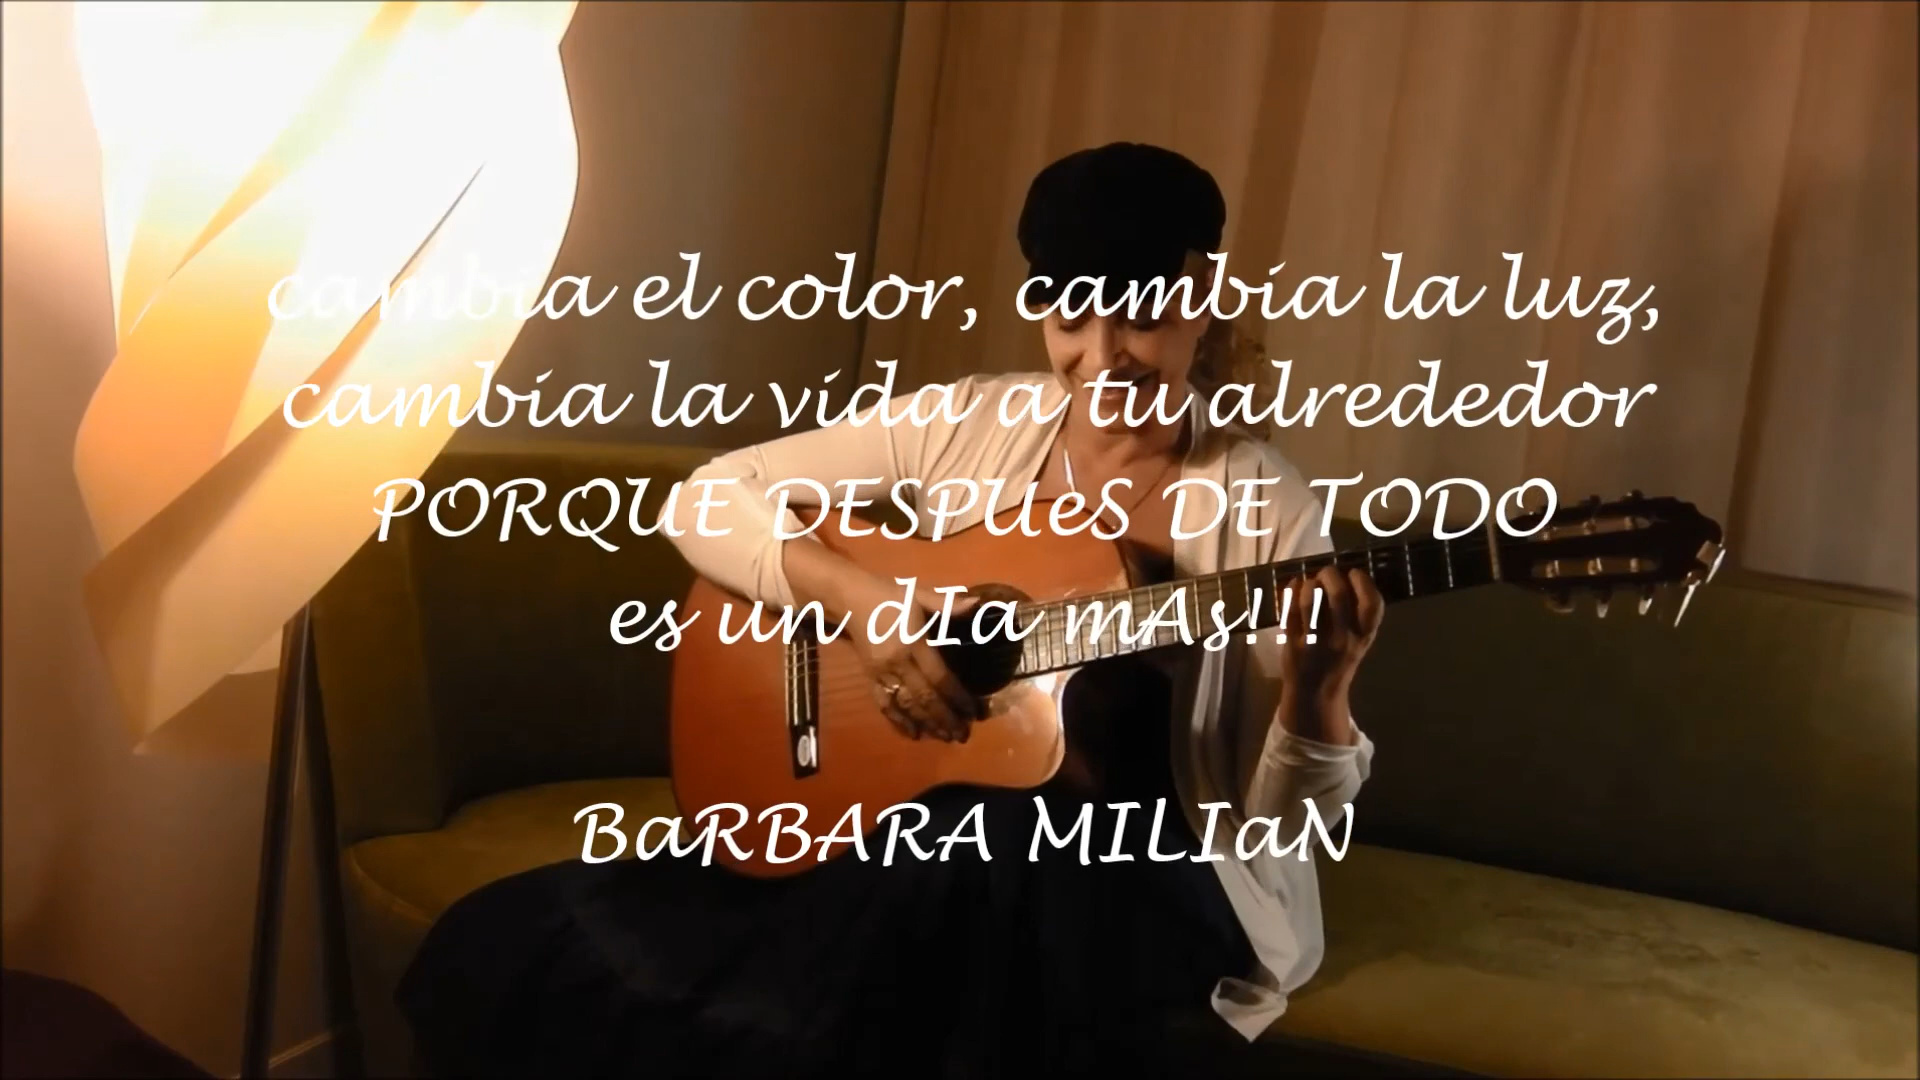 cambia el color, cambia la luz,
cambia la vida a tu alrededor
PORQUE DESPUeS DE TODO
es un dIa mAs!!!
BaRBARA MILIaN